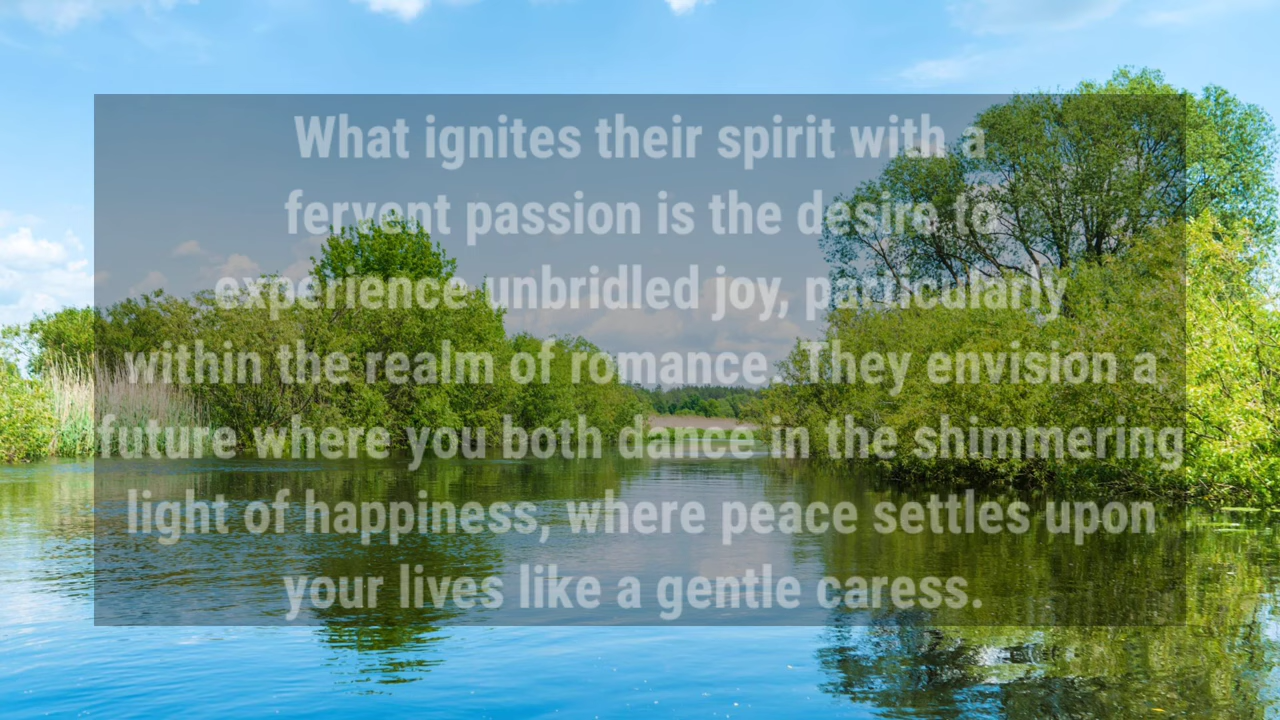 What ignites their spirit with a
fervent passion is the desire to
experience unbridled joy, particularly
within the realm of romance. They envision a
future where you both dance in the shimmering
light of happiness, where peace settles upon
your lives like a gentle caress.